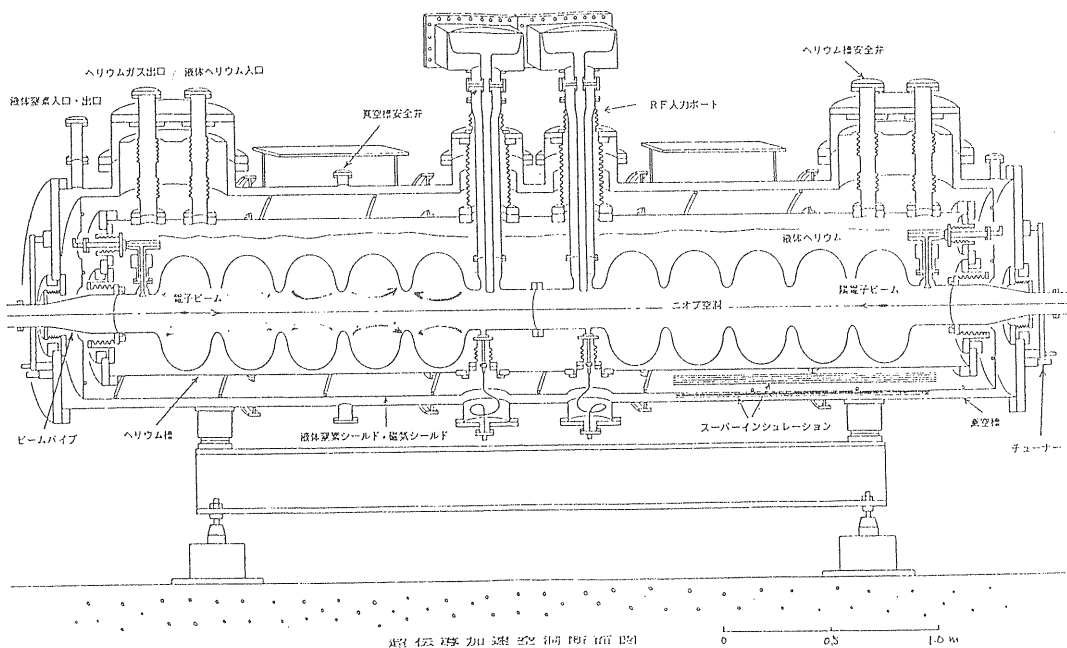 ヘリウムガス出口 / 液体ヘリウム入口
液体窒素入口・出口
真空槽安全弁
ヘリウム槽安全弁
RF入力ポート
液体ヘリウム
電子ビーム
陽電子ビーム
ニオブ空洞
ビームパイプ
ヘリウム槽
液体窒素シールド・磁気シールド
スーパーインシュレーション
真空槽
チューナー
超伝導加速空洞断面図
0 0.5 1.0 m